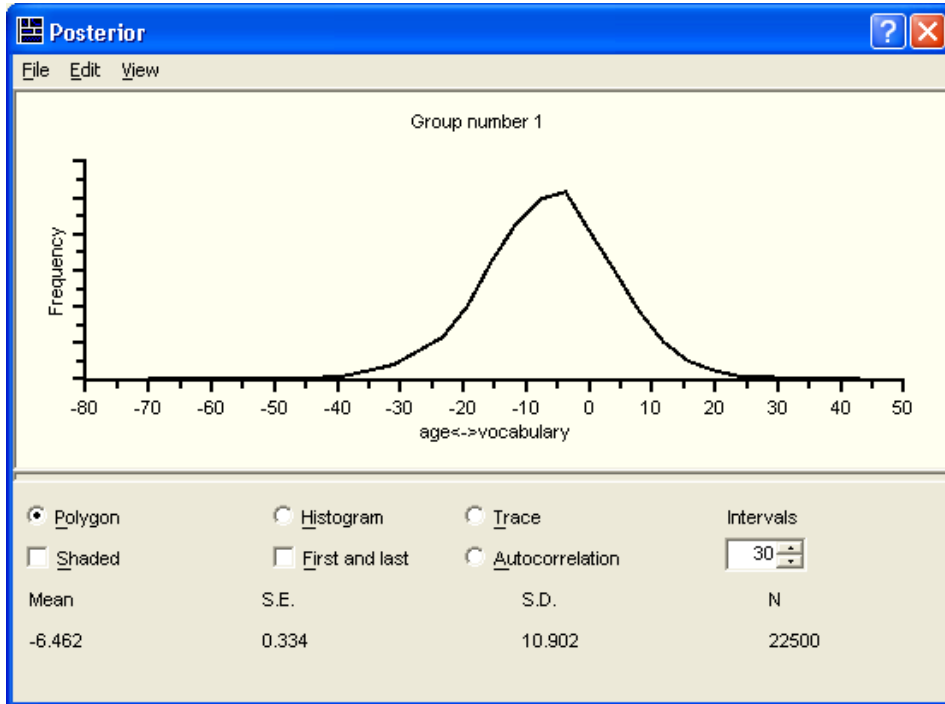 Posterior
File Edit View
Group number 1
Frequency
-80 -70 -60 -50 -40 -30 -20 -10 0 10 20 30 40 50
age<->vocabulary
Polygon Histogram Trace Intervals
Shaded First and last Autocorrelation 30
Mean S.E. S.D. N
-6.462 0.334 10.902 22500